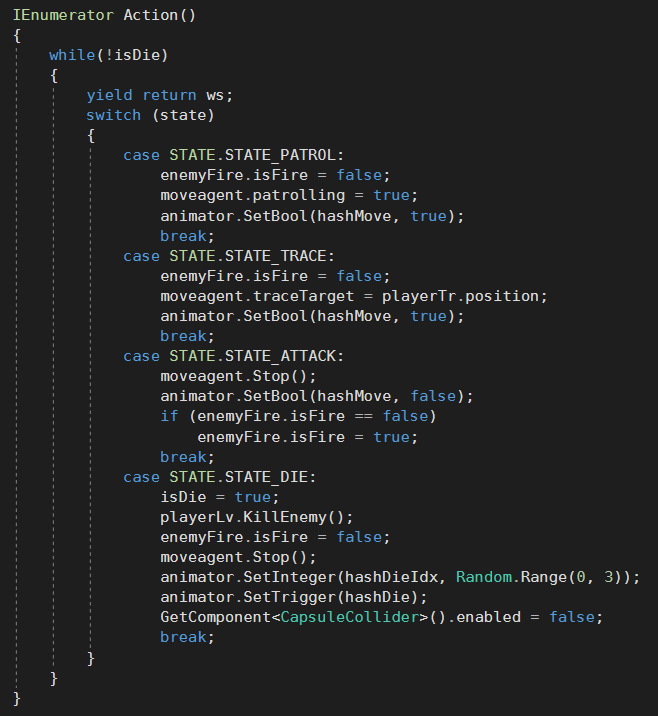 IEnumerator Action()
{
    while(!isDie)
    {
        yield return ws;
        switch (state)
        {
            case STATE.STATE_PATROL:
                enemyFire.isFire = false;
                moveagent.patrolling = true;
                animator.SetBool(hashMove, true);
                break;
            case STATE.STATE_TRACE:
                enemyFire.isFire = false;
                moveagent.traceTarget = playerTr.position;
                animator.SetBool(hashMove, true);
                break;
            case STATE.STATE_ATTACK:
                moveagent.Stop();
                animator.SetBool(hashMove, false);
                if (enemyFire.isFire == false)
                    enemyFire.isFire = true;
                break;
            case STATE.STATE_DIE:
                isDie = true;
                playerLv.KillEnemy();
                enemyFire.isFire = false;
                moveagent.Stop();
                animator.SetInteger(hashDieIdx, Random.Range(0, 3));
                animator.SetTrigger(hashDie);
                GetComponent<CapsuleCollider>().enabled = false;
                break;
        }
    }
}